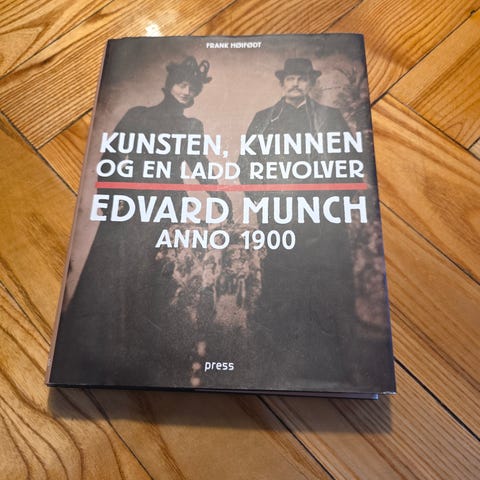 FRANK HØIFØDT
KUNSTEN, KVINNEN
OG EN LADD REVOLVER
EDVARD MUNCH
ANNO 1900
press